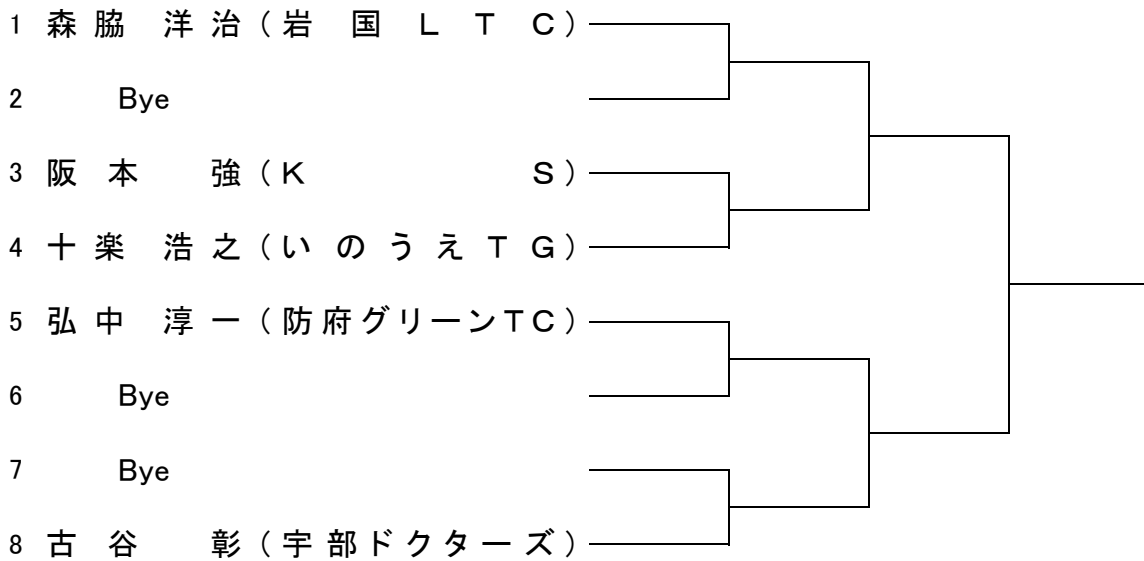 1 森脇 洋治(岩国LTC)
2 Bye
3 阪本 強(KS)
4 十楽 浩之(いのうえTG)
5 弘中 淳一(防府グリーンTC)
6 Bye
7 Bye
8 古谷 彰(宇部ドクターズ)